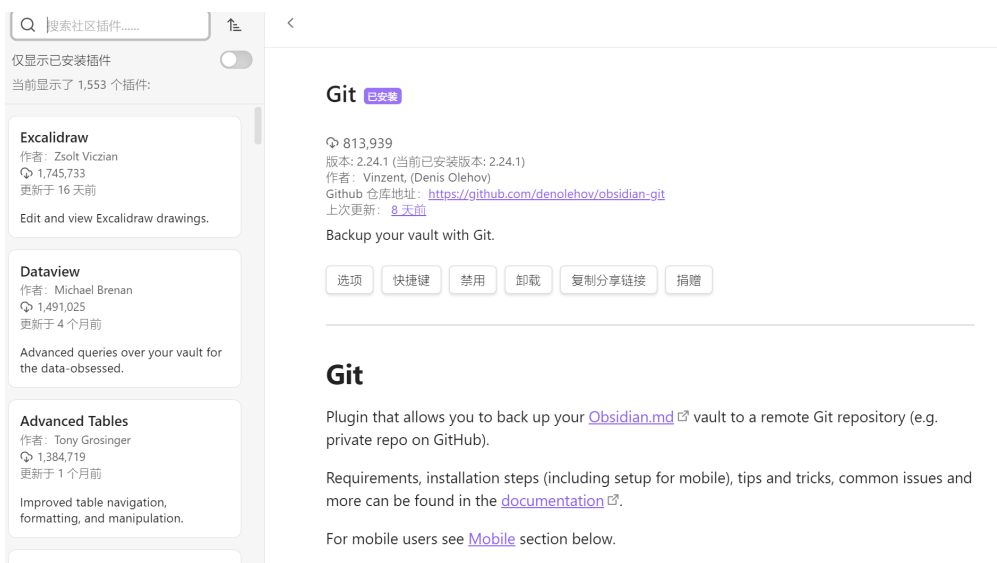 搜索社区插件......
仅显示已安装插件
当前显示了 1,553 个插件:
Excalidraw
作者：Zsolt Viczian
1,745,733
更新于 16 天前
Edit and view Excalidraw drawings.
Dataview
作者：Michael Brenan
1,491,025
更新于 4 个月前
Advanced queries over your vault for
the data-obsessed.
Advanced Tables
作者：Tony Grosinger
1,384,719
更新于 1 个月前
Improved table navigation,
formatting, and manipulation.
Git 已安装
813,939
版本: 2.24.1 (当前已安装版本: 2.24.1)
作者：Vinzent, (Denis Olehov)
Github 仓库地址：https://github.com/denolehov/obsidian-git
上次更新： 8 天前
Backup your vault with Git.
选项 快捷键 禁用 卸载 复制分享链接 捐赠
Git
Plugin that allows you to back up your Obsidian.md vault to a remote Git repository (e.g.
private repo on GitHub).
Requirements, installation steps (including setup for mobile), tips and tricks, common issues and
more can be found in the documentation.
For mobile users see Mobile section below.